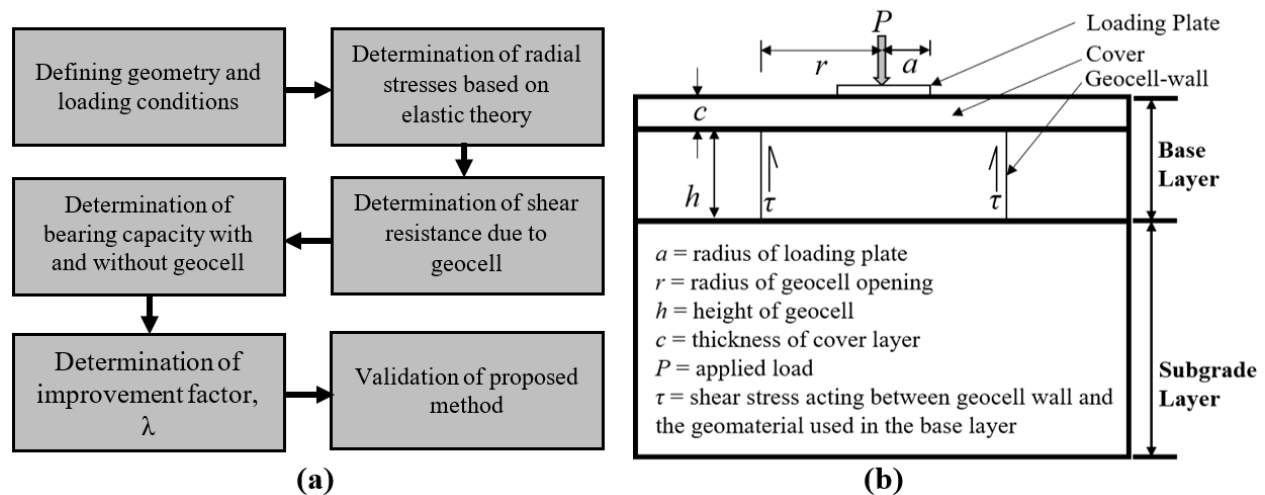 Defining geometry and
loading conditions
Determination of radial
stresses based on
elastic theory
Determination of shear
resistance due to
geocell
Determination of
bearing capacity with
and without geocell
Determination of
improvement factor,
λ
Validation of proposed
method
(a)
P
r
a
Loading Plate
Cover
Geocell-wall
c
h
τ
τ
Base
Layer
a = radius of loading plate
r = radius of geocell opening
h = height of geocell
c = thickness of cover layer
P = applied load
τ = shear stress acting between geocell wall and
the geomaterial used in the base layer
Subgrade
Layer
(b)